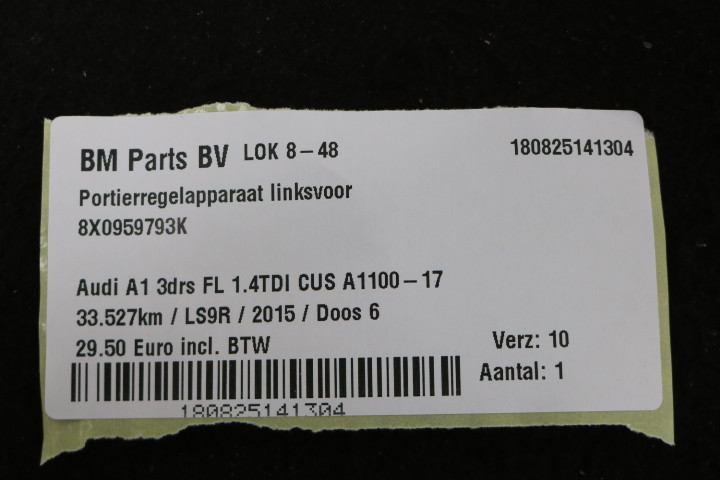 BM Parts BV LOK 8-48 180825141304
Portierregelapparaat linksvoor
8X0959793K
Audi A1 3drs FL 1.4TDI CUS A1100-17
33.527km / LS9R / 2015 / Doos 6
29.50 Euro incl. BTW Verz: 10
Aantal: 1
180825141304